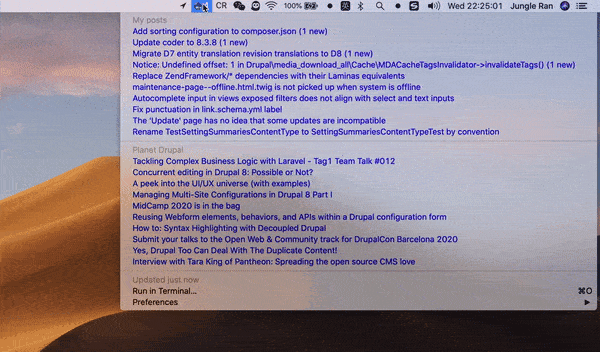 CR 100% Wed 22:25:01 Jungle Ran
My posts
Add sorting configuration to composer.json (1 new)
Update coder to 8.3.8 (1 new)
Migrate D7 entity translation revision translations to D8 (1 new)
Notice: Undefined offset: 1 in Drupal\media_download_all\Cache\MDACacheTagsInvalidator->invalidateTags() (1 new)
Replace ZendFramework/* dependencies with their Laminas equivalents
maintenance-page--offline.html.twig is not picked up when system is offline
Autocomplete input in views exposed filters does not align with select and text inputs
Fix punctuation in link.schema.yml label
The 'Update' page has no idea that some updates are incompatible
Rename TestSettingSummariesContentType to SettingSummariesContentTypeTest by convention
Planet Drupal
Tackling Complex Business Logic with Laravel - Tag1 Team Talk #012
Concurrent editing in Drupal 8: Possible or Not?
A peek into the UI/UX universe (with examples)
Managing Multi-Site Configurations in Drupal 8 Part I
MidCamp 2020 is in the bag
Reusing Webform elements, behaviors, and APIs within a Drupal configuration form
How to: Syntax Highlighting with Decoupled Drupal
Submit your talks to the Open Web & Community track for DrupalCon Barcelona 2020
Yes, Drupal Too Can Deal With The Duplicate Content!
Interview with Tara King of Pantheon: Spreading the open source CMS love
Updated just now
Run in Terminal... ⌘O
Preferences